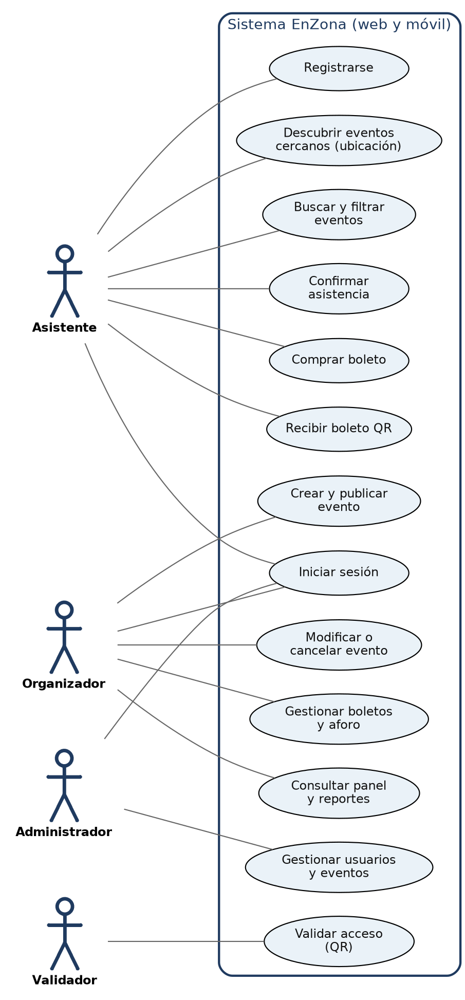 Sistema EnZona (web y móvil)
Registrarse
Descubrir eventos
cercanos (ubicación)
Buscar y filtrar
eventos
Confirmar
asistencia
Asistente
Comprar boleto
Recibir boleto QR
Crear y publicar
evento
Iniciar sesión
Modificar o
cancelar evento
Organizador
Gestionar boletos
y aforo
Consultar panel
y reportes
Administrador
Gestionar usuarios
y eventos
Validar acceso
(QR)
Validador